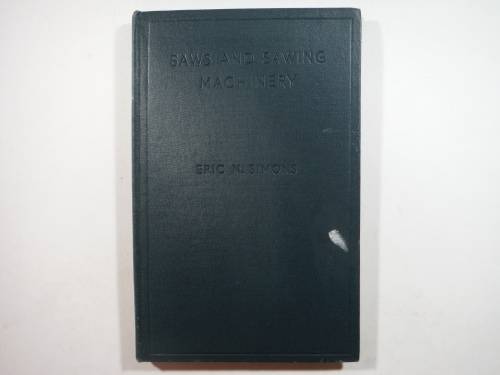 SAWS AND SAWING
MACHINERY
ERIC N. SIMONS